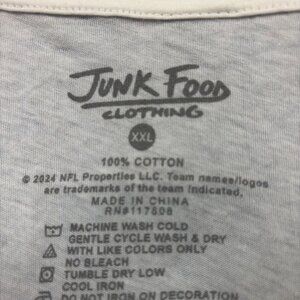 JUNK FOOD
CLOTHING
XXL
100% COTTON
© 2024 NFL Properties LLC. Team names/logos
are trademarks of the team indicated.
MADE IN CHINA
RN#117608
MACHINE WASH COLD
GENTLE CYCLE WASH & DRY
WITH LIKE COLORS ONLY
NO BLEACH
TUMBLE DRY LOW
COOL IRON
DO NOT IRON ON DECORATION